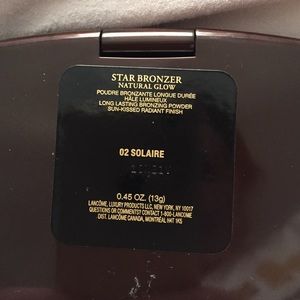 STAR BRONZER
NATURAL GLOW
POUDRE BRONZANTE LONGUE DURÉE
HÂLE LUMINEUX
LONG LASTING BRONZING POWDER
SUN-KISSED RADIANT FINISH
02 SOLAIRE
0.45 OZ. (13g)
LANCÔME, LUXURY PRODUCTS LLC, NEW YORK, NY 10017
QUESTIONS OR COMMENTS? CONTACT 1-800-LANCOME
DIST. LANCÔME CANADA, MONTRÉAL H4T 1K5